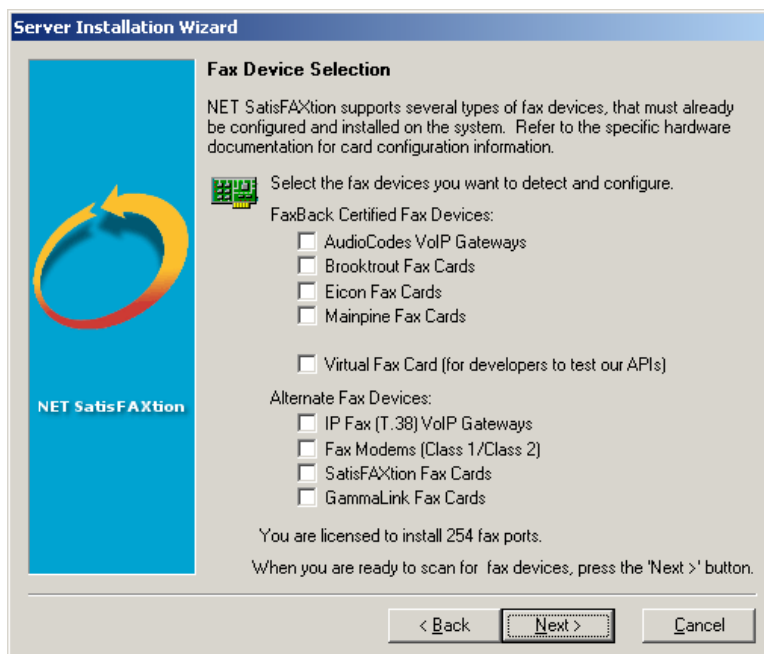 Server Installation Wizard
Fax Device Selection
NET SatisFAXtion supports several types of fax devices, that must already
be configured and installed on the system.  Refer to the specific hardware
documentation for card configuration information.
Select the fax devices you want to detect and configure.
FaxBack Certified Fax Devices:
AudioCodes VoIP Gateways
Brooktrout Fax Cards
Eicon Fax Cards
Mainpine Fax Cards
Virtual Fax Card (for developers to test our APIs)
NET SatisFAXtion
Alternate Fax Devices:
IP Fax (T.38) VoIP Gateways
Fax Modems (Class 1/Class 2)
SatisFAXtion Fax Cards
GammaLink Fax Cards
You are licensed to install 254 fax ports.
When you are ready to scan for  fax devices, press the 'Next >' button.
< Back
Next >
Cancel